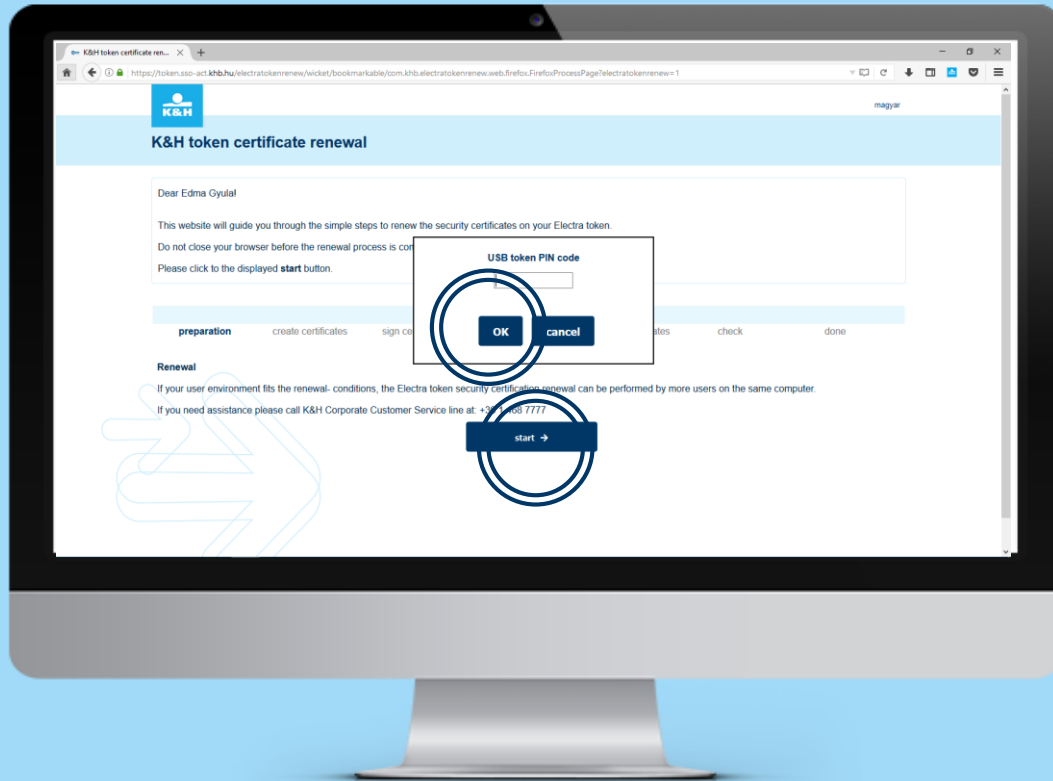 K&H token certificate ren...
https://token.sso-act.khb.hu/electratokenrenew/wicket/bookmarkable/com.khb.electratokenrenew.web.firefox.FirefoxProcessPage?electratokenrenew=1
K&H
magyar
K&H token certificate renewal
Dear Edma Gyula!
This website will guide you through the simple steps to renew the security certificates on your Electra token.
Do not close your browser before the renewal process is con
Please click to the displayed start button.
USB token PIN code
OK cancel
preparation create certificates sign ce ates check done
Renewal
If your user environment fits the renewal- conditions, the Electra token security certification renewal can be performed by more users on the same computer.
If you need assistance please call K&H Corporate Customer Service line at: 468 7777
start →